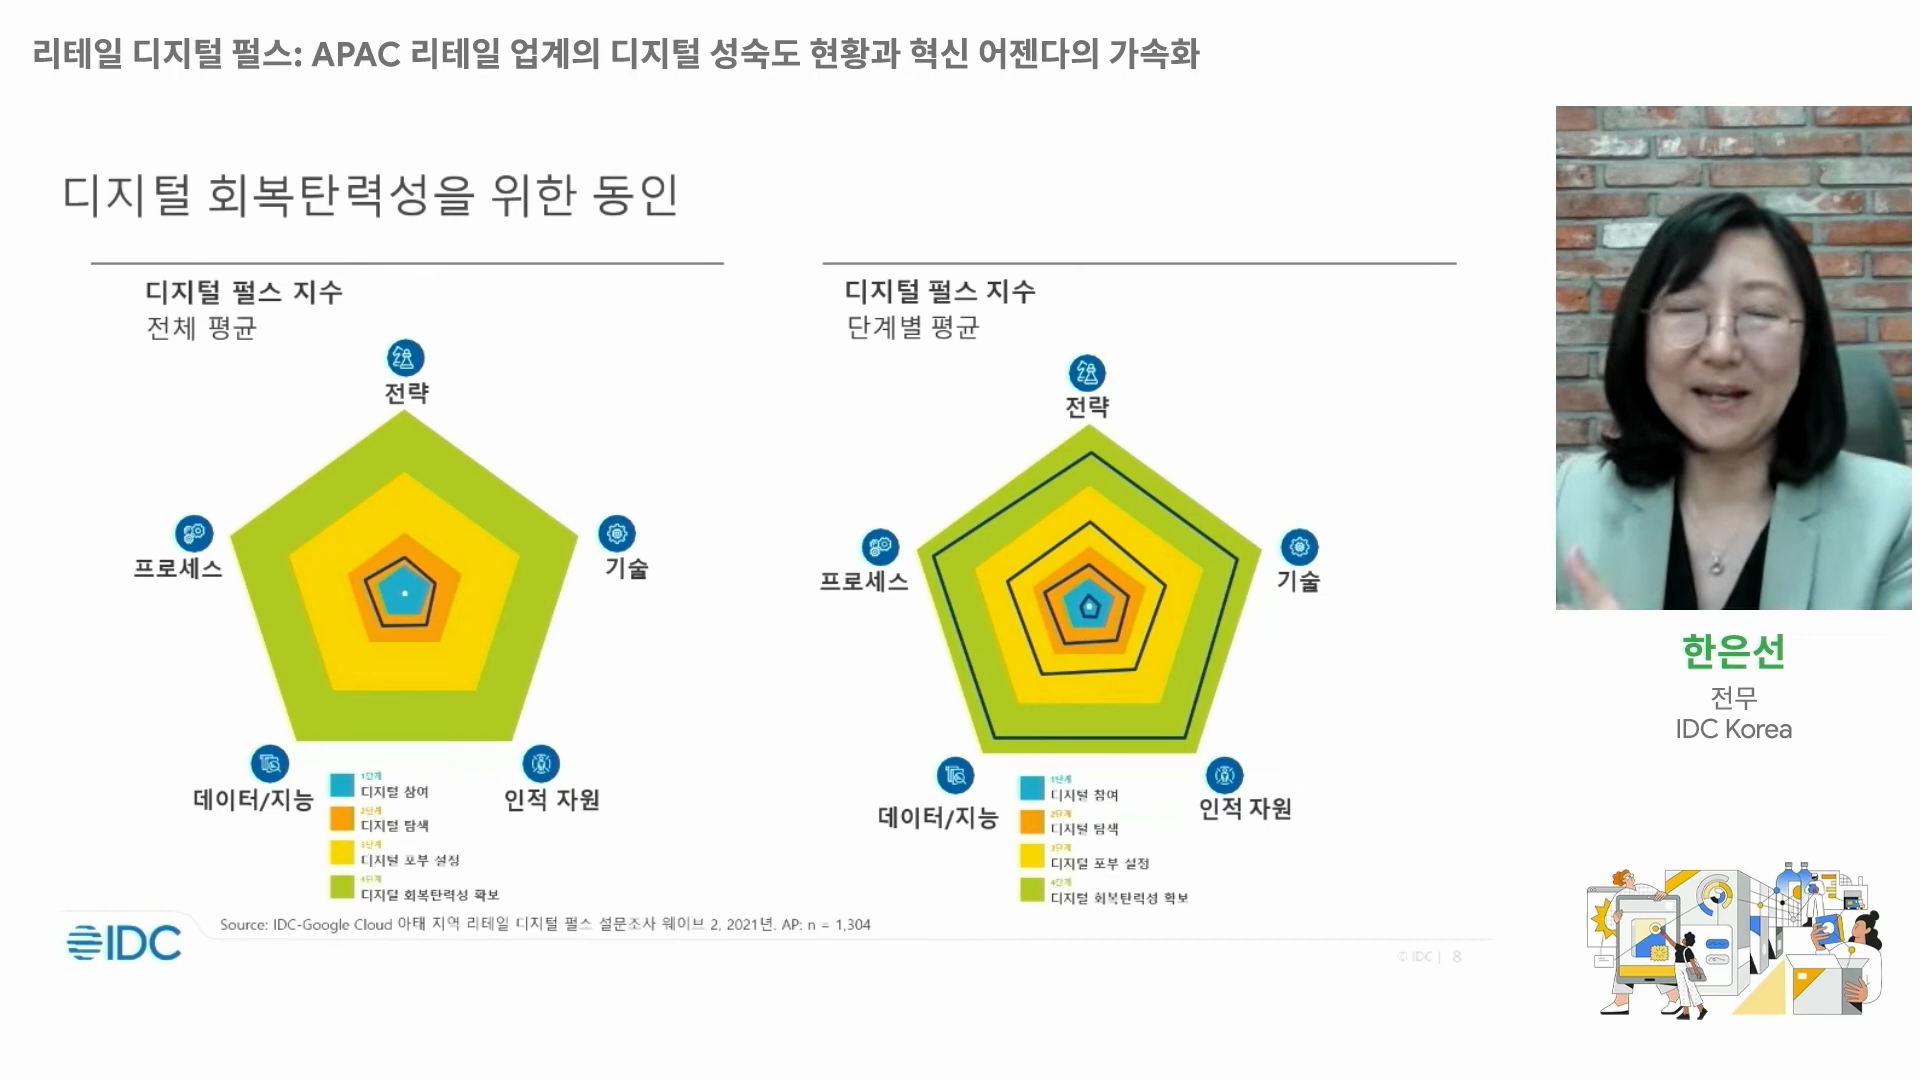 리테일 디지털 펄스: APAC 리테일 업계의 디지털 성숙도 현황과 혁신 어젠다의 가속화
디지털 회복탄력성을 위한 동인
디지털 펄스 지수
전체 평균
전략
프로세스
기술
데이터/지능
인적 자원
1단계
디지털 참여
2단계
디지털 탐색
3단계
디지털 포부 설정
4단계
디지털 회복탄력성 확보
디지털 펄스 지수
단계별 평균
전략
프로세스
기술
데이터/지능
인적 자원
1단계
디지털 참여
2단계
디지털 탐색
3단계
디지털 포부 설정
4단계
디지털 회복탄력성 확보
IDC
Source: IDC-Google Cloud 아태 지역 리테일 디지털 펄스 설문조사 웨이브 2, 2021년. AP: n = 1,304
© IDC | 8
한은선
전무
IDC Korea